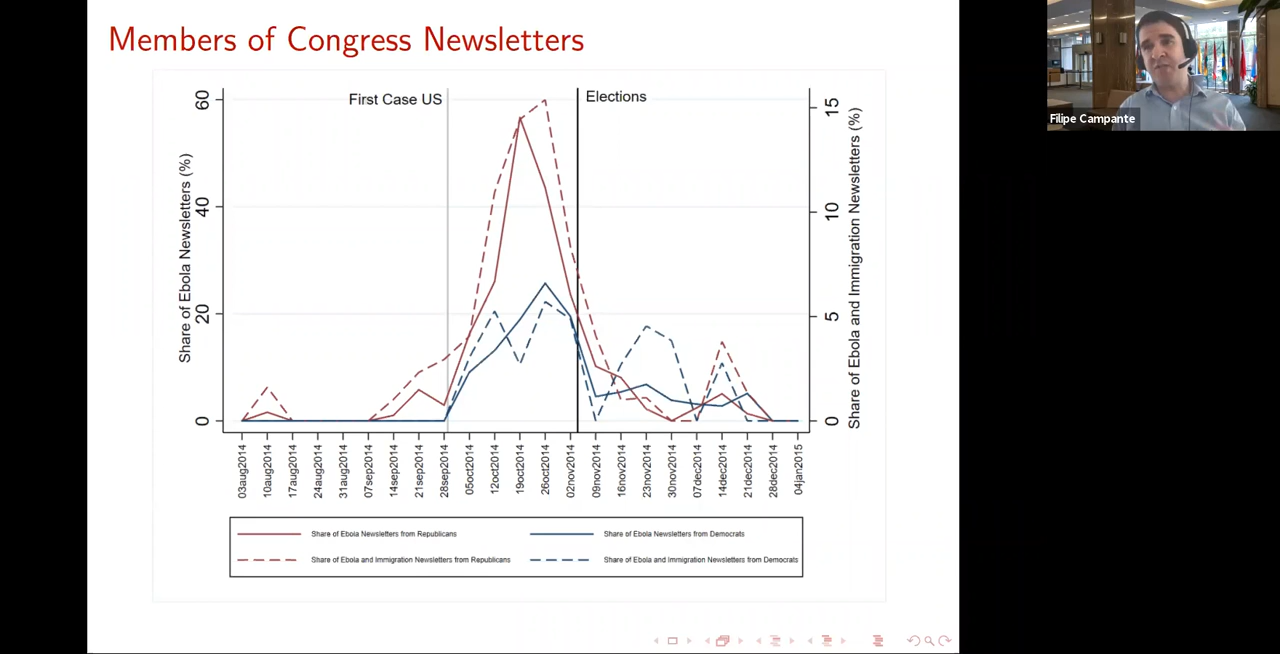 Members of Congress Newsletters
Filipe Campante
First Case US
Elections
Share of Ebola Newsletters (%)
0
20
40
60
Share of Ebola and Immigration Newsletters (%)
0
5
10
15
03aug2014
10aug2014
17aug2014
24aug2014
31aug2014
07sep2014
14sep2014
21sep2014
28sep2014
05oct2014
12oct2014
19oct2014
26oct2014
02nov2014
09nov2014
16nov2014
23nov2014
30nov2014
07dec2014
14dec2014
21dec2014
28dec2014
04jan2015
Share of Ebola Newsletters from Republicans
Share of Ebola Newsletters from Democrats
Share of Ebola and Immigration Newsletters from Republicans
Share of Ebola and Immigration Newsletters from Democrats